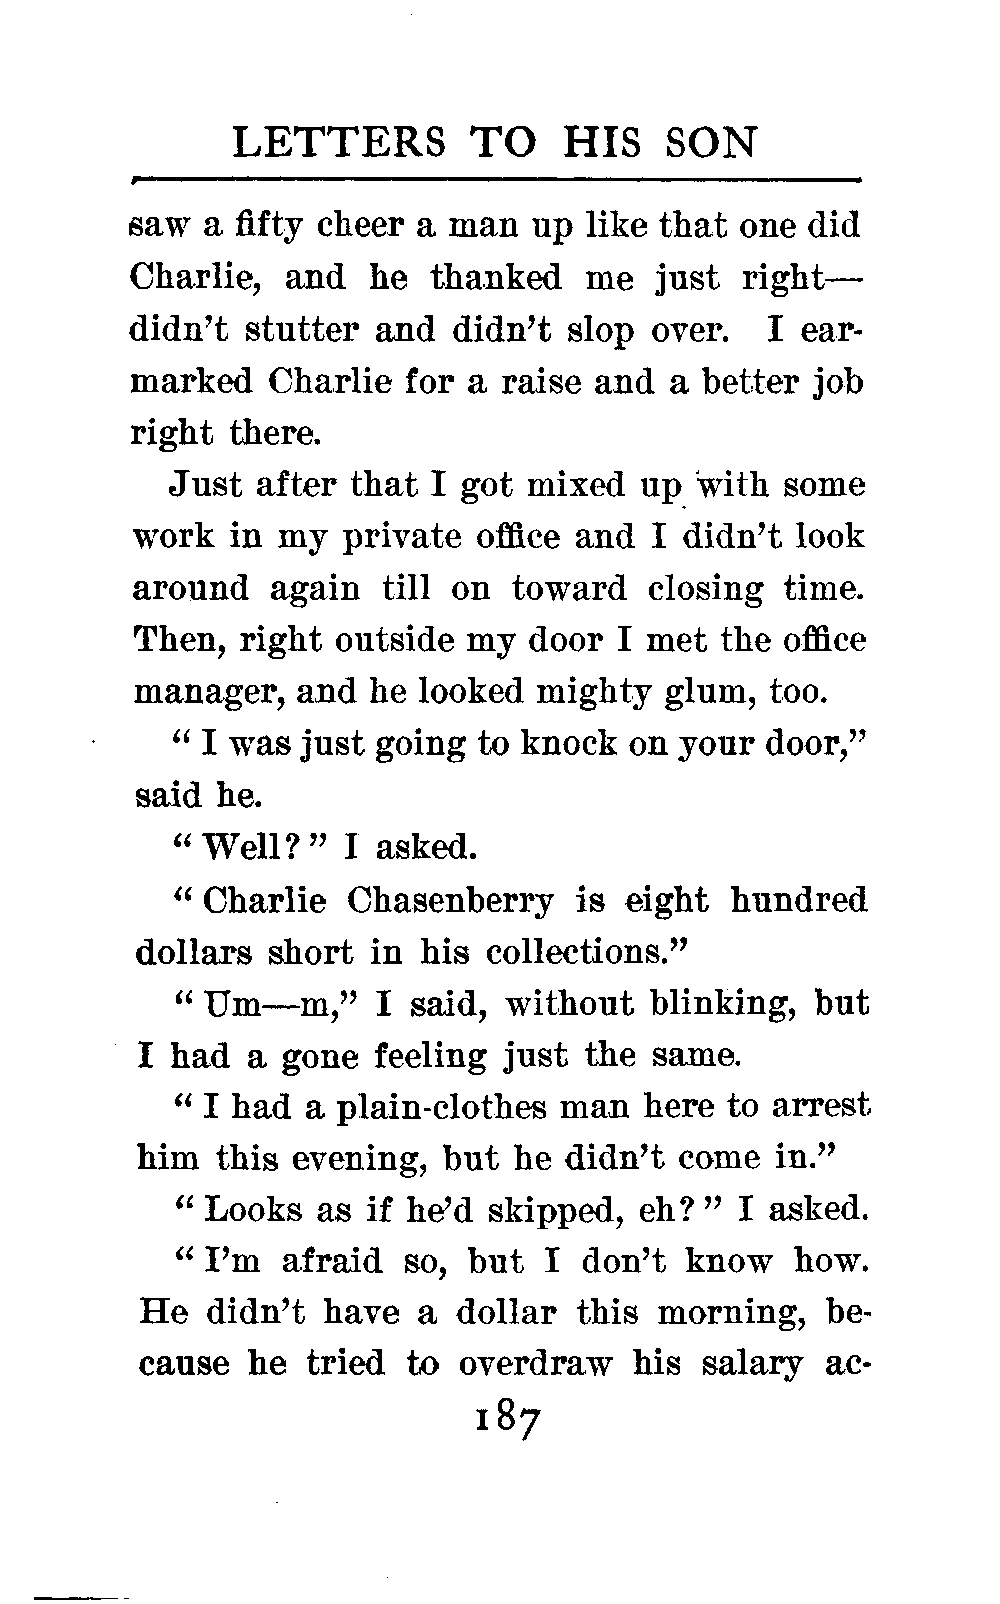 LETTERS TO HIS SON
saw a fifty cheer a man up like that one did
Charlie, and he thanked me just right—
didn't stutter and didn't slop over. I ear-
marked Charlie for a raise and a better job
right there.
Just after that I got mixed up with some
work in my private office and I didn't look
around again till on toward closing time.
Then, right outside my door I met the office
manager, and he looked mighty glum, too.
“ I was just going to knock on your door,”
said he.
“ Well? ” I asked.
“ Charlie Chasenberry is eight hundred
dollars short in his collections.”
“ Um—m,” I said, without blinking, but
I had a gone feeling just the same.
“ I had a plain-clothes man here to arrest
him this evening, but he didn't come in.”
“ Looks as if he'd skipped, eh? ” I asked.
“ I'm afraid so, but I don't know how.
He didn't have a dollar this morning, be-
cause he tried to overdraw his salary ac-
187